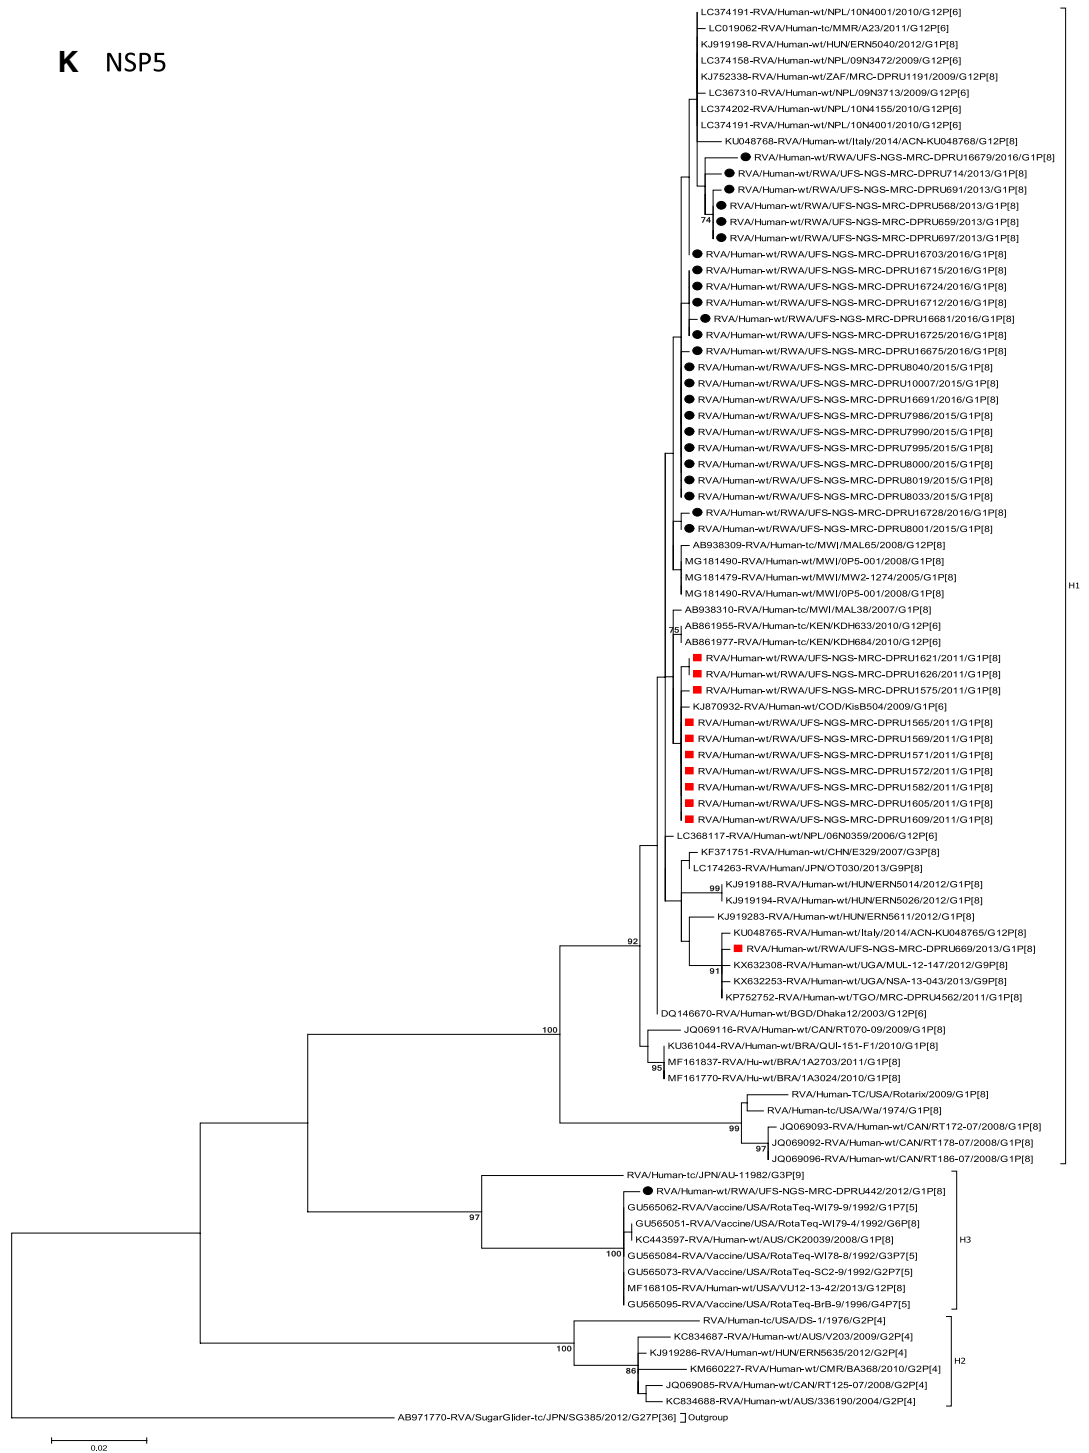 K NSP5
LC374191-RVA/Human-wt/NPL/10N4001/2010/G12P[6]
LC019062-RVA/Human-tc/MMR/A23/2011/G12P[6]
KJ919198-RVA/Human-wt/HUN/ERN5040/2012/G1P[8]
LC374158-RVA/Human-wt/NPL/09N3472/2009/G12P[6]
KJ752338-RVA/Human-wt/ZAF/MRC-DPRU1191/2009/G12P[8]
LC367310-RVA/Human-wt/NPL/09N3713/2009/G12P[6]
LC374202-RVA/Human-wt/NPL/10N4155/2010/G12P[6]
LC374191-RVA/Human-wt/NPL/10N4001/2010/G12P[6]
KU048768-RVA/Human-wt/Italy/2014/ACN-KU048768/G12P[8]
RVA/Human-wt/RWA/UFS-NGS-MRC-DPRU16679/2016/G1P[8]
RVA/Human-wt/RWA/UFS-NGS-MRC-DPRU714/2013/G1P[8]
RVA/Human-wt/RWA/UFS-NGS-MRC-DPRU691/2013/G1P[8]
RVA/Human-wt/RWA/UFS-NGS-MRC-DPRU568/2013/G1P[8]
74 RVA/Human-wt/RWA/UFS-NGS-MRC-DPRU659/2013/G1P[8]
RVA/Human-wt/RWA/UFS-NGS-MRC-DPRU697/2013/G1P[8]
RVA/Human-wt/RWA/UFS-NGS-MRC-DPRU16703/2016/G1P[8]
RVA/Human-wt/RWA/UFS-NGS-MRC-DPRU16715/2016/G1P[8]
RVA/Human-wt/RWA/UFS-NGS-MRC-DPRU16724/2016/G1P[8]
RVA/Human-wt/RWA/UFS-NGS-MRC-DPRU16712/2016/G1P[8]
RVA/Human-wt/RWA/UFS-NGS-MRC-DPRU16681/2016/G1P[8]
RVA/Human-wt/RWA/UFS-NGS-MRC-DPRU16725/2016/G1P[8]
RVA/Human-wt/RWA/UFS-NGS-MRC-DPRU16675/2016/G1P[8]
RVA/Human-wt/RWA/UFS-NGS-MRC-DPRU8040/2015/G1P[8]
RVA/Human-wt/RWA/UFS-NGS-MRC-DPRU10007/2015/G1P[8]
RVA/Human-wt/RWA/UFS-NGS-MRC-DPRU16691/2016/G1P[8]
RVA/Human-wt/RWA/UFS-NGS-MRC-DPRU7986/2015/G1P[8]
RVA/Human-wt/RWA/UFS-NGS-MRC-DPRU7990/2015/G1P[8]
RVA/Human-wt/RWA/UFS-NGS-MRC-DPRU7995/2015/G1P[8]
RVA/Human-wt/RWA/UFS-NGS-MRC-DPRU8000/2015/G1P[8]
RVA/Human-wt/RWA/UFS-NGS-MRC-DPRU8019/2015/G1P[8]
RVA/Human-wt/RWA/UFS-NGS-MRC-DPRU8033/2015/G1P[8]
RVA/Human-wt/RWA/UFS-NGS-MRC-DPRU16728/2016/G1P[8]
RVA/Human-wt/RWA/UFS-NGS-MRC-DPRU8001/2015/G1P[8]
AB938309-RVA/Human-tc/MWI/MAL65/2008/G12P[8]
MG181490-RVA/Human-wt/MWI/0P5-001/2008/G1P[8]
MG181479-RVA/Human-wt/MWI/MW2-1274/2005/G1P[8]
H1
MG181490-RVA/Human-wt/MWI/0P5-001/2008/G1P[8]
AB938310-RVA/Human-tc/MWI/MAL38/2007/G1P[8]
75 AB861955-RVA/Human-tc/KEN/KDH633/2010/G12P[6]
AB861977-RVA/Human-tc/KEN/KDH684/2010/G12P[6]
RVA/Human-wt/RWA/UFS-NGS-MRC-DPRU1621/2011/G1P[8]
RVA/Human-wt/RWA/UFS-NGS-MRC-DPRU1626/2011/G1P[8]
RVA/Human-wt/RWA/UFS-NGS-MRC-DPRU1575/2011/G1P[8]
KJ870932-RVA/Human-wt/COD/KisB504/2009/G1P[6]
RVA/Human-wt/RWA/UFS-NGS-MRC-DPRU1565/2011/G1P[8]
RVA/Human-wt/RWA/UFS-NGS-MRC-DPRU1569/2011/G1P[8]
RVA/Human-wt/RWA/UFS-NGS-MRC-DPRU1571/2011/G1P[8]
RVA/Human-wt/RWA/UFS-NGS-MRC-DPRU1572/2011/G1P[8]
RVA/Human-wt/RWA/UFS-NGS-MRC-DPRU1582/2011/G1P[8]
RVA/Human-wt/RWA/UFS-NGS-MRC-DPRU1605/2011/G1P[8]
RVA/Human-wt/RWA/UFS-NGS-MRC-DPRU1609/2011/G1P[8]
LC368117-RVA/Human-wt/NPL/06N0359/2006/G12P[6]
KF371751-RVA/Human-wt/CHN/E329/2007/G3P[8]
LC174263-RVA/Human/JPN/OT030/2013/G9P[8]
99 KJ919188-RVA/Human-wt/HUN/ERN5014/2012/G1P[8]
KJ919194-RVA/Human-wt/HUN/ERN5026/2012/G1P[8]
KJ919283-RVA/Human-wt/HUN/ERN5611/2012/G1P[8]
KU048765-RVA/Human-wt/Italy/2014/ACN-KU048765/G12P[8]
92 RVA/Human-wt/RWA/UFS-NGS-MRC-DPRU669/2013/G1P[8]
91 KX632308-RVA/Human-wt/UGA/MUL-12-147/2012/G9P[8]
KX632253-RVA/Human-wt/UGA/NSA-13-043/2013/G9P[8]
KP752752-RVA/Human-wt/TGO/MRC-DPRU4562/2011/G1P[8]
DQ146670-RVA/Human-wt/BGD/Dhaka12/2003/G12P[6]
100 JQ069116-RVA/Human-wt/CAN/RT070-09/2009/G1P[8]
KU361044-RVA/Human-wt/BRA/QUI-151-F1/2010/G1P[8]
95 MF161837-RVA/Hu-wt/BRA/1A2703/2011/G1P[8]
MF161770-RVA/Hu-wt/BRA/1A3024/2010/G1P[8]
RVA/Human-TC/USA/Rotarix/2009/G1P[8]
RVA/Human-tc/USA/Wa/1974/G1P[8]
99 JQ069093-RVA/Human-wt/CAN/RT172-07/2008/G1P[8]
97 JQ069092-RVA/Human-wt/CAN/RT178-07/2008/G1P[8]
JQ069096-RVA/Human-wt/CAN/RT186-07/2008/G1P[8]
RVA/Human-tc/JPN/AU-11982/G3P[9]
RVA/Human-wt/RWA/UFS-NGS-MRC-DPRU442/2012/G1P[8]
97 GU565062-RVA/Vaccine/USA/RotaTeq-WI79-9/1992/G1P7[5]
GU565051-RVA/Vaccine/USA/RotaTeq-WI79-4/1992/G6P[8]
KC443597-RVA/Human-wt/AUS/CK20039/2008/G1P[8]
H3
100 GU565084-RVA/Vaccine/USA/RotaTeq-WI78-8/1992/G3P7[5]
GU565073-RVA/Vaccine/USA/RotaTeq-SC2-9/1992/G2P7[5]
MF168105-RVA/Human-wt/USA/VU12-13-42/2013/G12P[8]
GU565095-RVA/Vaccine/USA/RotaTeq-BrB-9/1996/G4P7[5]
RVA/Human-tc/USA/DS-1/1976/G2P[4]
KC834687-RVA/Human-wt/AUS/V203/2009/G2P[4]
100 KJ919286-RVA/Human-wt/HUN/ERN5635/2012/G2P[4]
H2
86 KM660227-RVA/Human-wt/CMR/BA368/2010/G2P[4]
JQ069085-RVA/Human-wt/CAN/RT125-07/2008/G2P[4]
KC834688-RVA/Human-wt/AUS/336190/2004/G2P[4]
AB971770-RVA/SugarGlider-tc/JPN/SG385/2012/G27P[36] Outgroup
0.02